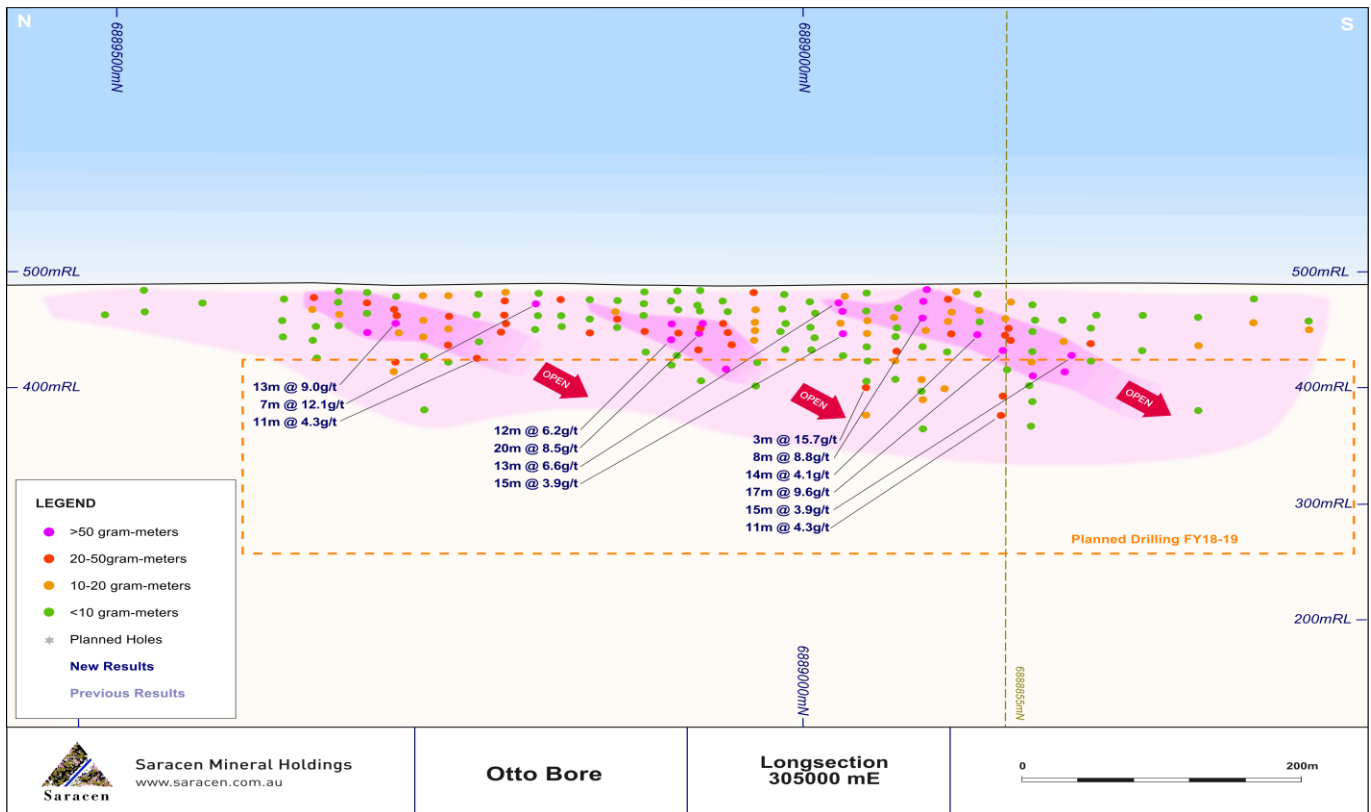 N
S
6889500mN
6889000mN
500mRL
500mRL
400mRL
400mRL
OPEN
OPEN
OPEN
13m @ 9.0g/t
7m @ 12.1g/t
11m @ 4.3g/t
12m @ 6.2g/t
20m @ 8.5g/t
13m @ 6.6g/t
15m @ 3.9g/t
3m @ 15.7g/t
8m @ 8.8g/t
14m @ 4.1g/t
17m @ 9.6g/t
15m @ 3.9g/t
11m @ 4.3g/t
300mRL
Planned Drilling FY18-19
200mRL
LEGEND
>50 gram-meters
20-50gram-meters
10-20 gram-meters
<10 gram-meters
Planned Holes
New Results
Previous Results
6889000mN
6888855mN
Saracen
Saracen Mineral Holdings
www.saracen.com.au
Otto Bore
Longsection
305000 mE
0
200m